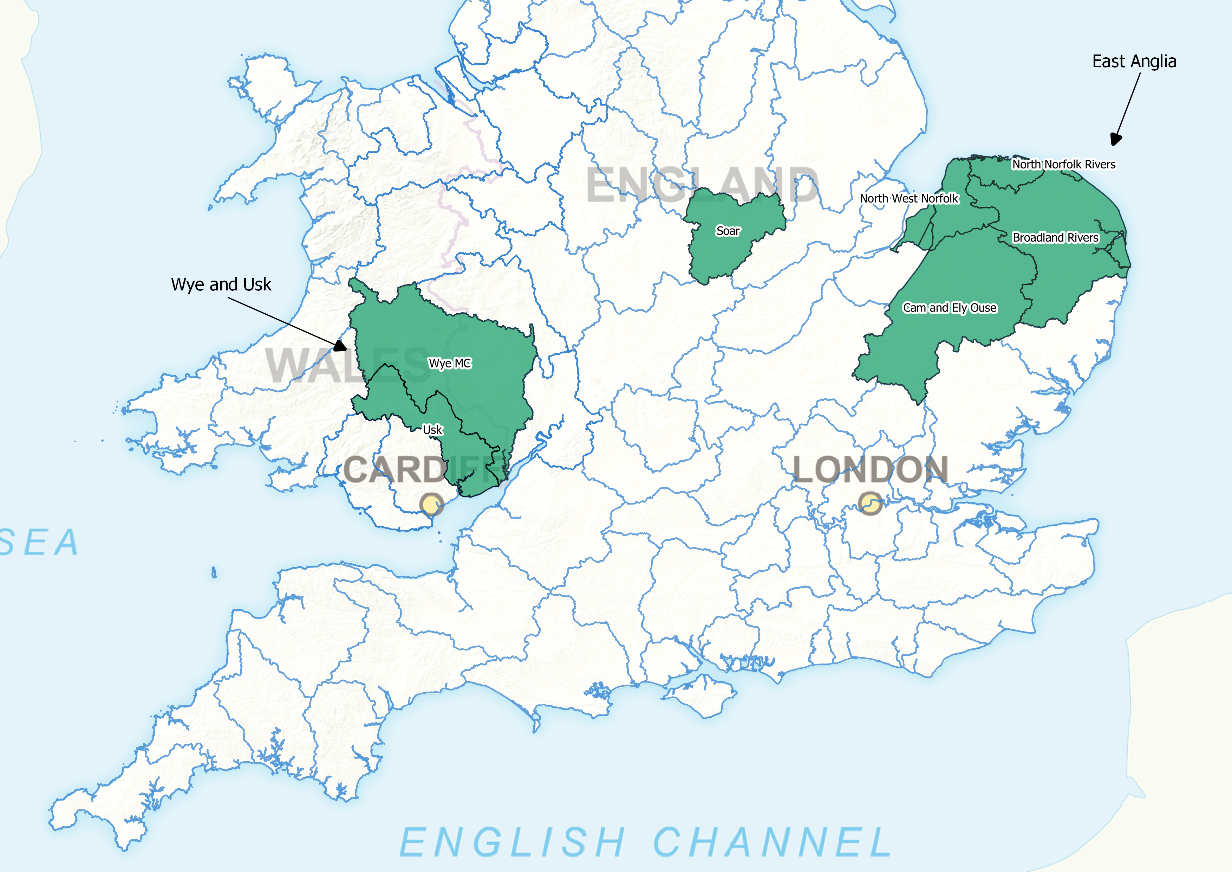 East Anglia
North Norfolk Rivers
ENGLAND
North West Norfolk
Soar
Broadland Rivers
Wye and Usk
Cam and Ely Ouse
WALES
Wye MC
Usk
CARDIFF
LONDON
SEA
ENGLISH CHANNEL